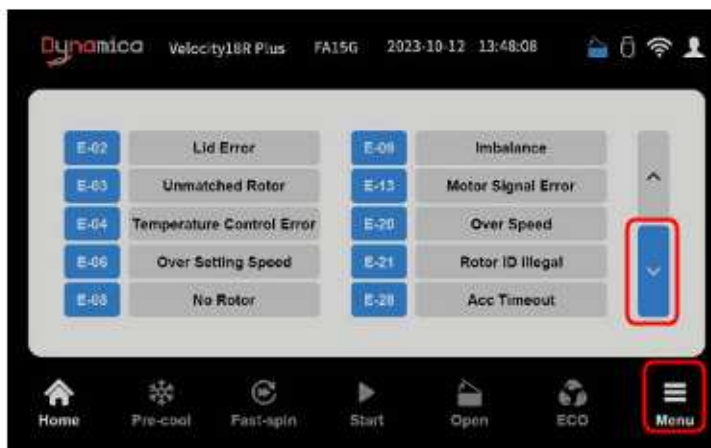 Dynamica Velocity18R Plus FA15G 2023-10-12 13:48:08
E-02 Lid Error E-09 Imbalance
E-03 Unmatched Rotor E-13 Motor Signal Error
E-04 Temperature Control Error E-20 Over Speed
E-06 Over Setting Speed E-21 Rotor ID Illegal
E-08 No Rotor E-28 Acc Timeout
Home Pre-cool Fast-spin Start Open ECO Menu